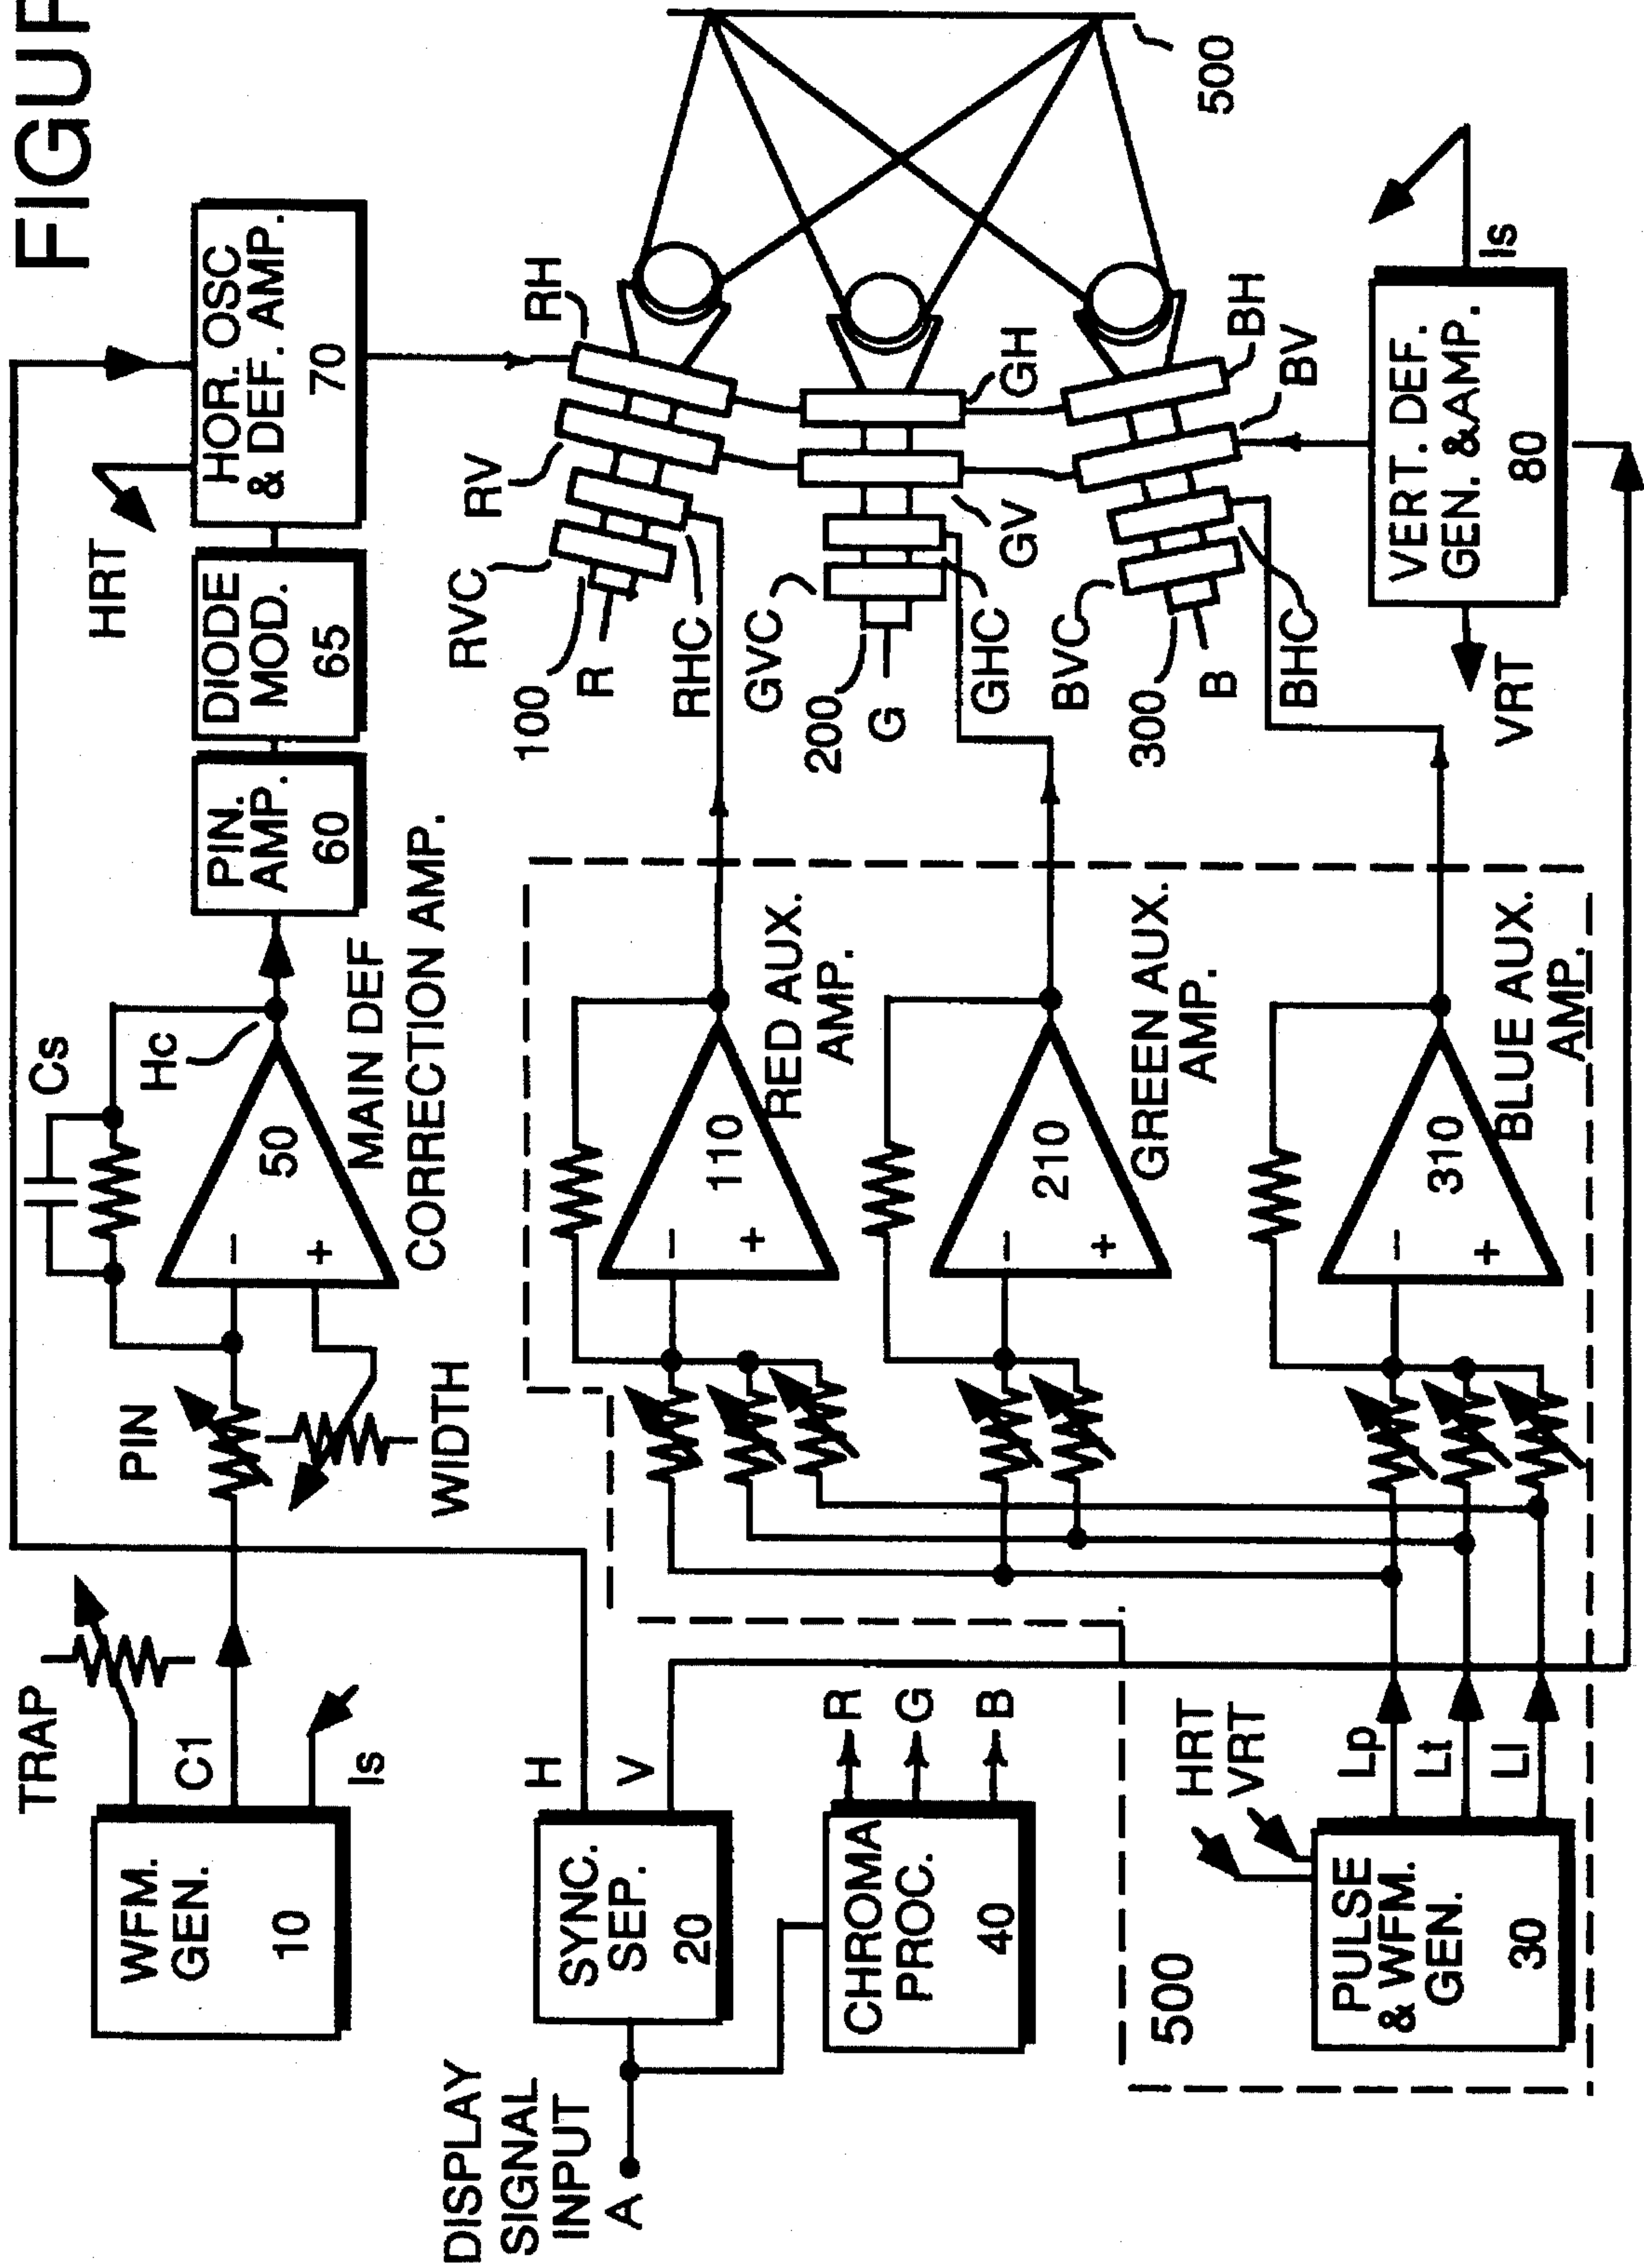 FIGUR
TRAP
C1
Is
WFM.
GEN.
10
PIN
WIDTH
Cs
Hc
50
−
+
MAIN DEF
CORRECTION AMP.
PIN.
AMP.
60
DIODE
MOD.
65
HRT
HOR. OSC
& DEF. AMP.
70
DISPLAY
SIGNAL
INPUT
A
SYNC.
SEP.
20
H
V
CHROMA
PROC.
40
R
G
B
500
PULSE
& WFM.
GEN.
30
HRT
VRT
Lp
Lt
Ll
110
−
+
RED AUX.
AMP.
210
−
+
GREEN AUX.
AMP.
310
−
+
BLUE AUX.
AMP.
RVC
RV
RH
100
R
RHC
GVC
200
G
GHC
GV
GH
BVC
300
B
BHC
BV
BH
500
VERT. DEF.
GEN. &AMP.
80
VRT
Is